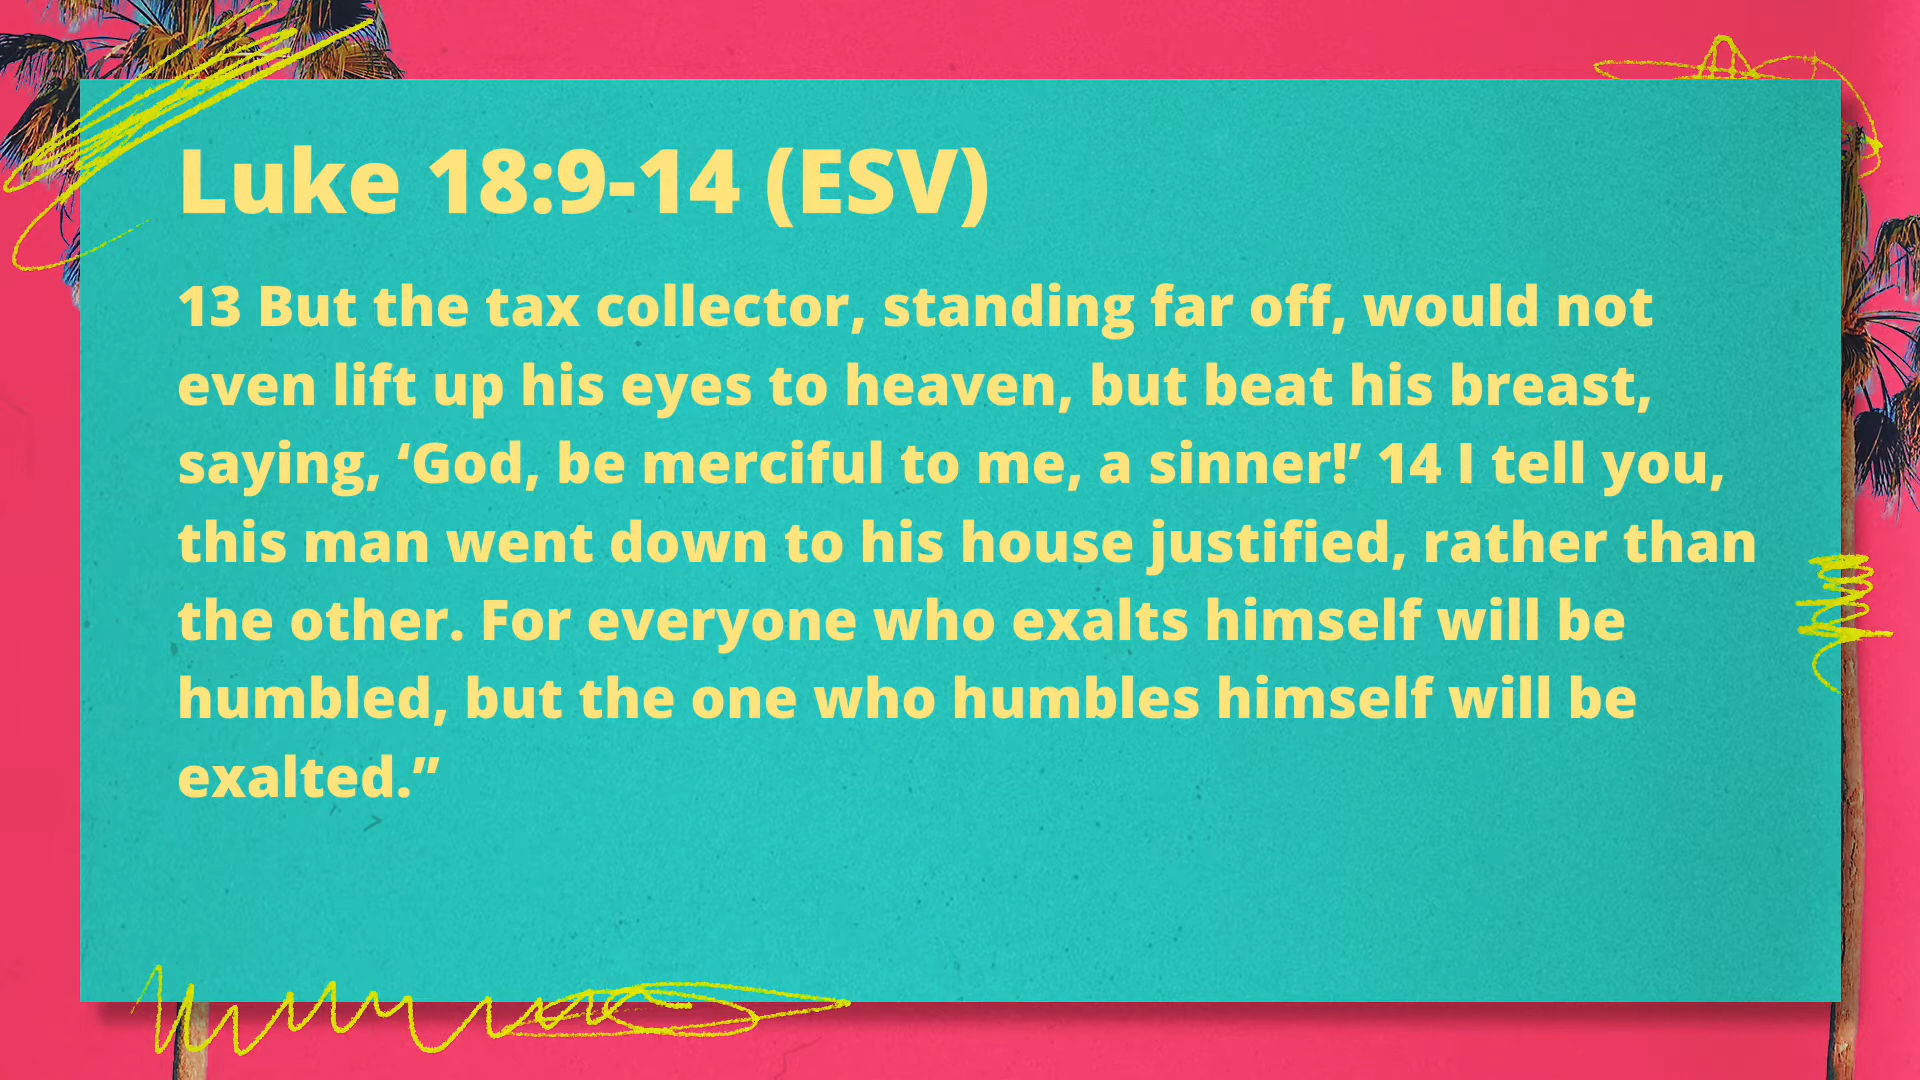 Luke 18:9-14 (ESV)
13 But the tax collector, standing far off, would not
even lift up his eyes to heaven, but beat his breast,
saying, ‘God, be merciful to me, a sinner!’ 14 I tell you,
this man went down to his house justified, rather than
the other. For everyone who exalts himself will be
humbled, but the one who humbles himself will be
exalted.”